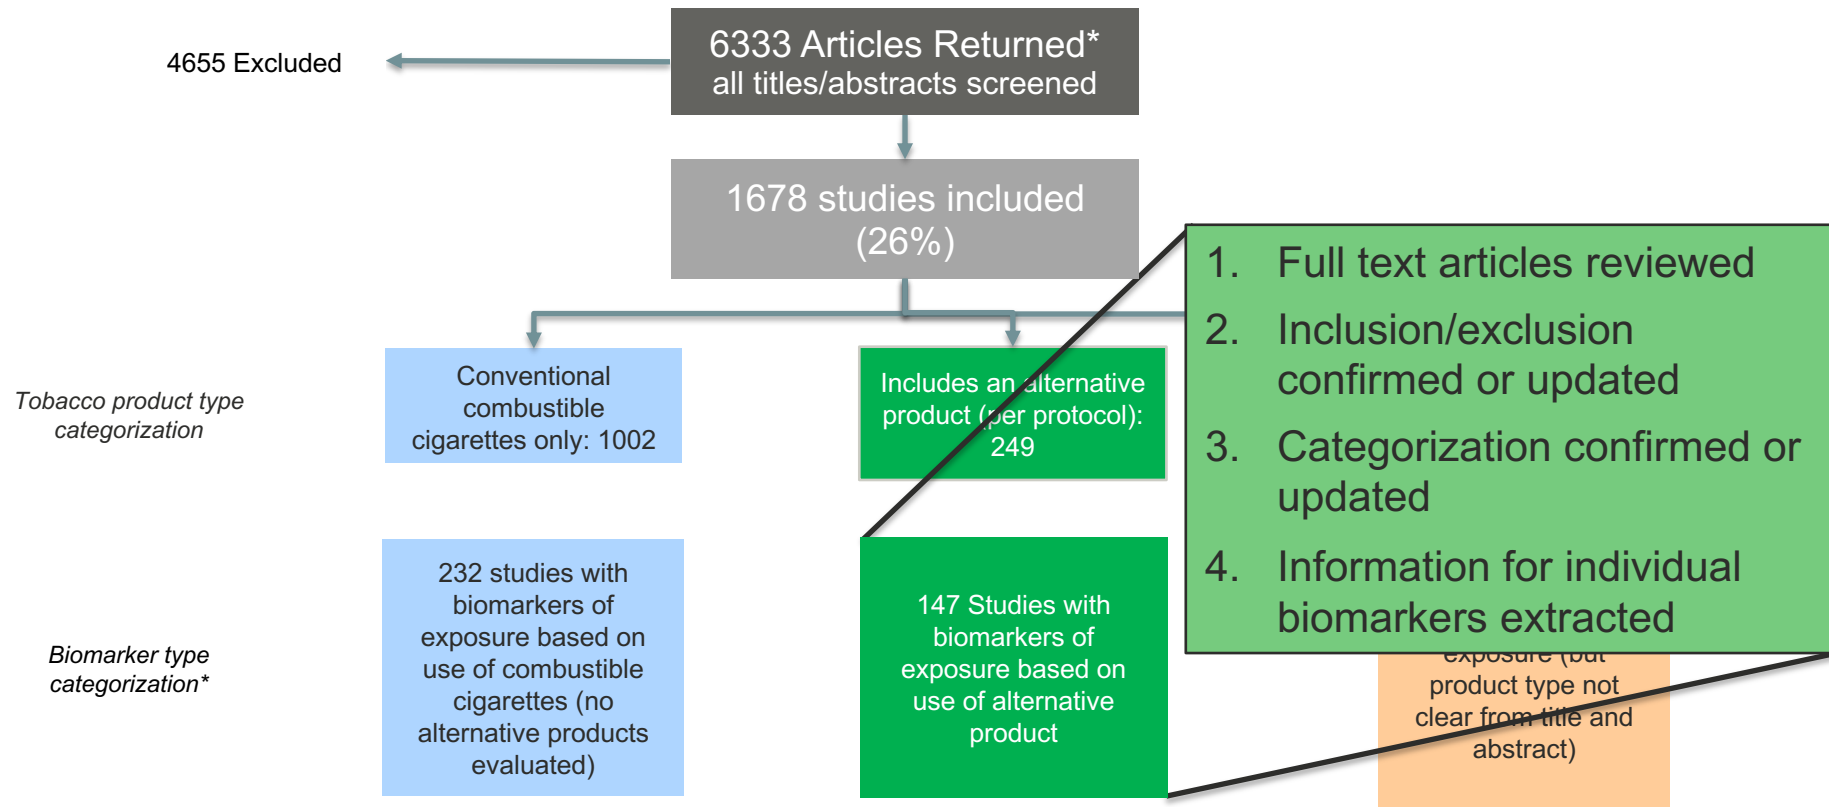 4655 Excluded
6333 Articles Returned*
all titles/abstracts screened
1678 studies included
(26%)
1. Full text articles reviewed
2. Inclusion/exclusion
confirmed or updated
3. Categorization confirmed or
updated
4. Information for individual
biomarkers extracted
Tobacco product type
categorization
Conventional
combustible
cigarettes only: 1002
Includes an alternative
product (per protocol):
249
Biomarker type
categorization*
232 studies with
biomarkers of
exposure based on
use of combustible
cigarettes (no
alternative products
evaluated)
147 Studies with
biomarkers of
exposure based on
use of alternative
product
exposure (but
product type not
clear from title and
abstract)